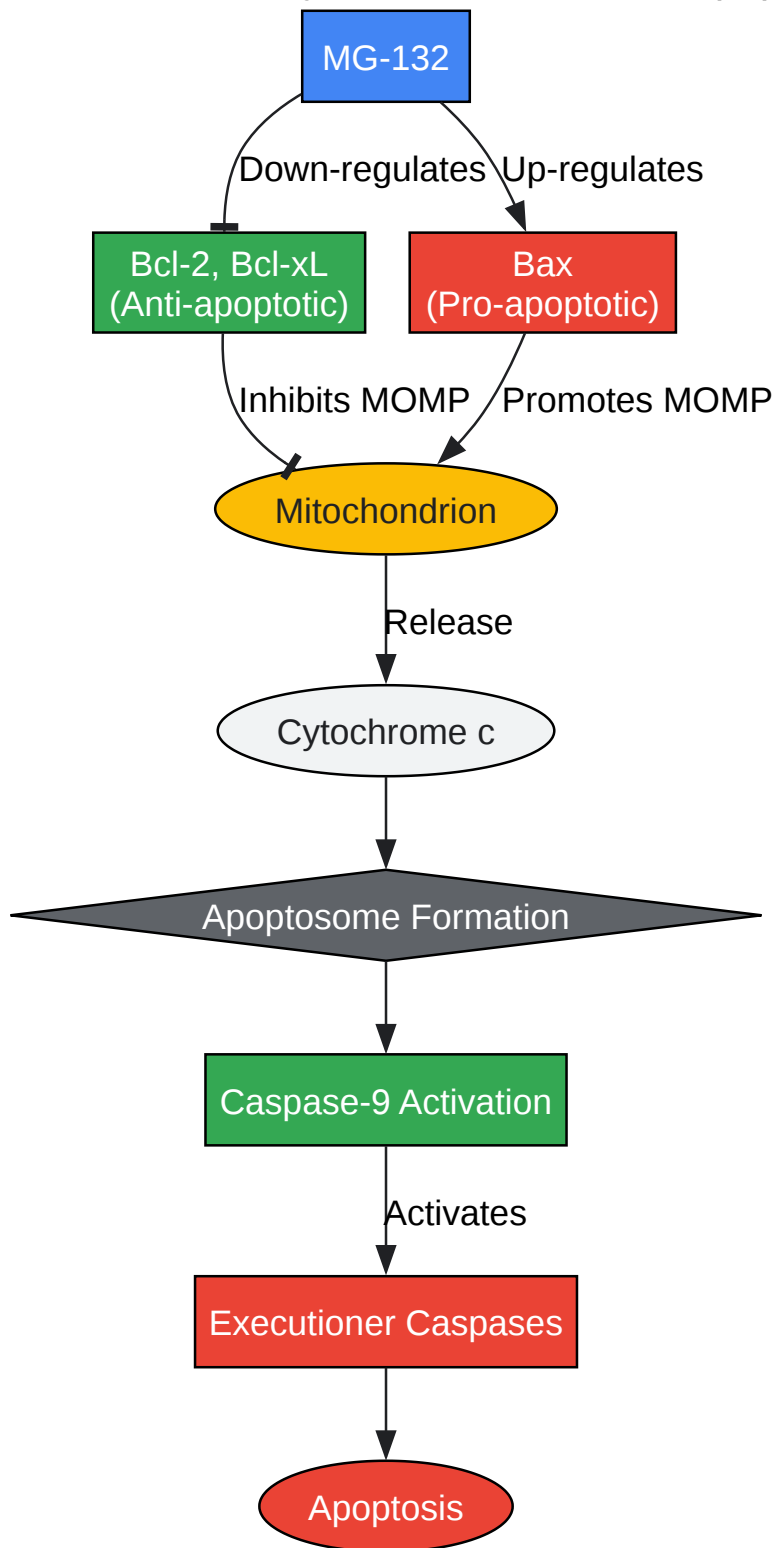 MG-132
Down-regulates
Up-regulates
Bcl-2, Bcl-xL
(Anti-apoptotic)
Bax
(Pro-apoptotic)
Inhibits MOMP
Promotes MOMP
Mitochondrion
Release
Cytochrome c
Apoptosome Formation
Caspase-9 Activation
Activates
Executioner Caspases
Apoptosis